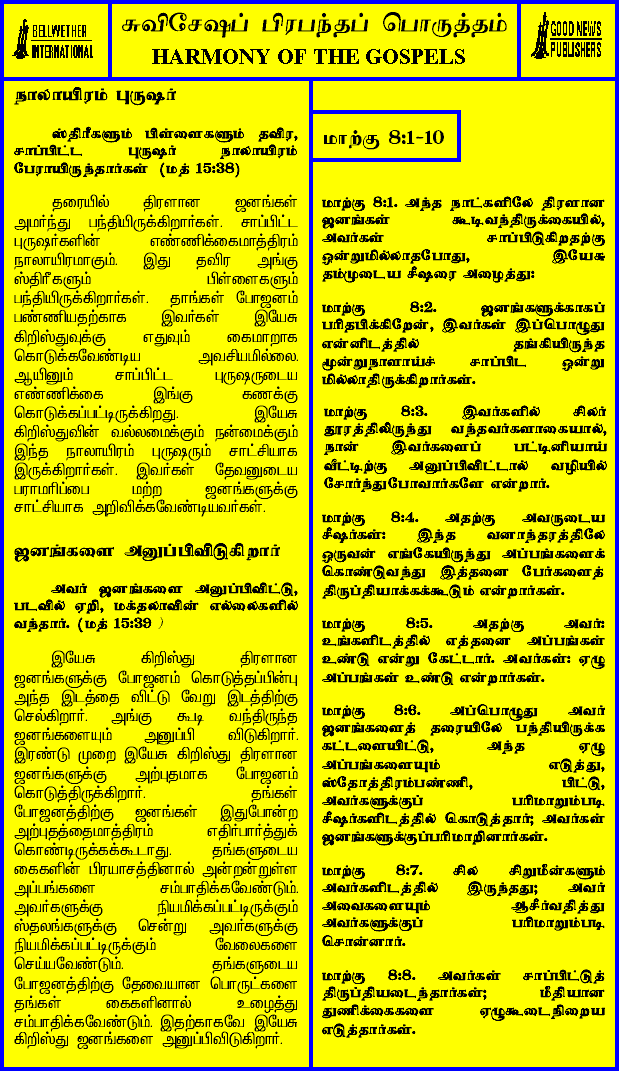 BELLWETHER
INTERNATIONAL
சுவிசேஷப் பிரபந்தப் பொருத்தம்
HARMONY OF THE GOSPELS
GOOD NEWS
PUBLISHERS
நாலாயிரம் புருஷர்
ஸ்திரீகளும் பிள்ளைகளும் தவிர,
சாப்பிட்ட புருஷர் நாலாயிரம்
பேராயிருந்தார்கள் (மத் 15:38)
தரையில் திரளான ஜனங்கள்
அமர்ந்து பந்தியிருக்கிறார்கள். சாப்பிட்ட
புருஷர்களின் எண்ணிக்கைமாத்திரம்
நாலாயிரமாகும். இது தவிர அங்கு
ஸ்திரீகளும் பிள்ளைகளும்
பந்தியிருக்கிறார்கள். தாங்கள் போஜனம்
பண்ணியதற்காக இவர்கள் இயேசு
கிறிஸ்துவுக்கு எதுவும் கைமாறாக
கொடுக்கவேண்டிய அவசியமில்லை.
ஆயினும் சாப்பிட்ட புருஷருடைய
எண்ணிக்கை இங்கு கணக்கு
கொடுக்கப்பட்டிருக்கிறது. இயேசு
கிறிஸ்துவின் வல்லமைக்கும் நன்மைக்கும்
இந்த நாலாயிரம் புருஷரும் சாட்சியாக
இருக்கிறார்கள். இவர்கள் தேவனுடைய
பராமரிப்பை மற்ற ஜனங்களுக்கு
சாட்சியாக அறிவிக்கவேண்டியவர்கள்.
ஜனங்களை அனுப்பிவிடுகிறார்
அவர் ஜனங்களை அனுப்பிவிட்டு,
படவில் ஏறி, மக்தலாவின் எல்லைகளில்
வந்தார். (மத் 15:39 )
இயேசு கிறிஸ்து திரளான
ஜனங்களுக்கு போஜனம் கொடுத்தப்பின்பு
அந்த இடத்தை விட்டு வேறு இடத்திற்கு
செல்கிறார். அங்கு கூடி வந்திருந்த
ஜனங்களையும் அனுப்பி விடுகிறார்.
இரண்டு முறை இயேசு கிறிஸ்து திரளான
ஜனங்களுக்கு அற்புதமாக போஜனம்
கொடுத்திருக்கிறார். தங்கள்
போஜனத்திற்கு ஜனங்கள் இதுபோன்ற
அற்புதத்தைமாத்திரம் எதிர்பார்த்துக்
கொண்டிருக்கக்கூடாது. தங்களுடைய
கைகளின் பிரயாசத்தினால் அன்றன்றுள்ள
அப்பங்களை சம்பாதிக்கவேண்டும்.
அவர்களுக்கு நியமிக்கப்பட்டிருக்கும்
ஸ்தலங்களுக்கு சென்று அவர்களுக்கு
நியமிக்கப்பட்டிருக்கும் வேலைகளை
செய்யவேண்டும். தங்களுடைய
போஜனத்திற்கு தேவையான பொருட்களை
தங்கள் கைகளினால் உழைத்து
சம்பாதிக்கவேண்டும். இதற்காகவே இயேசு
கிறிஸ்து ஜனங்களை அனுப்பிவிடுகிறார்.
மாற்கு 8:1-10
மாற்கு 8:1. அந்த நாட்களிலே திரளான
ஜனங்கள் கூடிவந்திருக்கையில்,
அவர்கள் சாப்பிடுகிறதற்கு
ஒன்றுமில்லாதபோது, இயேசு
தம்முடைய சீஷரை அழைத்து:
மாற்கு 8:2. ஜனங்களுக்காகப்
பரிதபிக்கிறேன், இவர்கள் இப்பொழுது
என்னிடத்தில் தங்கியிருந்த
மூன்றுநாளாய்ச் சாப்பிட ஒன்று
மில்லாதிருக்கிறார்கள்.
மாற்கு 8:3. இவர்களில் சிலர்
தூரத்திலிருந்து வந்தவர்களாகையால்,
நான் இவர்களைப் பட்டினியாய்
வீட்டிற்கு அனுப்பிவிட்டால் வழியில்
சோர்ந்துபோவார்களே என்றார்.
மாற்கு 8:4. அதற்கு அவருடைய
சீஷர்கள்: இந்த வனாந்தரத்திலே
ஒருவன் எங்கேயிருந்து அப்பங்களைக்
கொண்டுவந்து இத்தனை பேர்களைத்
திருப்தியாக்கக்கூடும் என்றார்கள்.
மாற்கு 8:5. அதற்கு அவர்:
உங்களிடத்தில் எத்தனை அப்பங்கள்
உண்டு என்று கேட்டார். அவர்கள்: ஏழு
அப்பங்கள் உண்டு என்றார்கள்.
மாற்கு 8:6. அப்பொழுது அவர்
ஜனங்களைத் தரையிலே பந்தியிருக்க
கட்டளையிட்டு, அந்த ஏழு
அப்பங்களையும் எடுத்து,
ஸ்தோத்திரம்பண்ணி, பிட்டு,
அவர்களுக்குப் பரிமாறும்படி
சீஷர்களிடத்தில் கொடுத்தார்; அவர்கள்
ஜனங்களுக்குப்பரிமாறினார்கள்.
மாற்கு 8:7. சில சிறுமீன்களும்
அவர்களிடத்தில் இருந்தது; அவர்
அவைகளையும் ஆசீர்வதித்து
அவர்களுக்குப் பரிமாறும்படி
சொன்னார்.
மாற்கு 8:8. அவர்கள் சாப்பிட்டுத்
திருப்தியடைந்தார்கள்; மீதியான
துணிக்கைகளை ஏழுகூடைநிறைய
எடுத்தார்கள்.